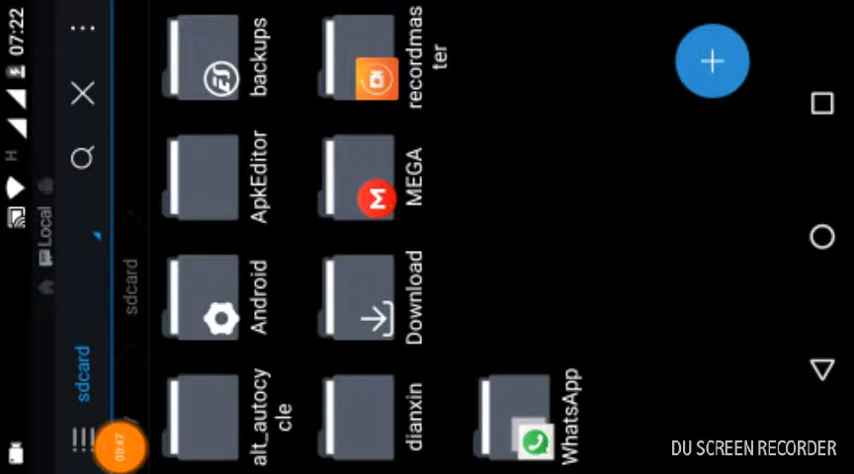 07:22
H
Local
sdcard
sdcard
alt_autocy
cle
Android
ApkEditor
backups
dianxin
Download
MEGA
recordmas
ter
WhatsApp
00:47
DU SCREEN RECORDER